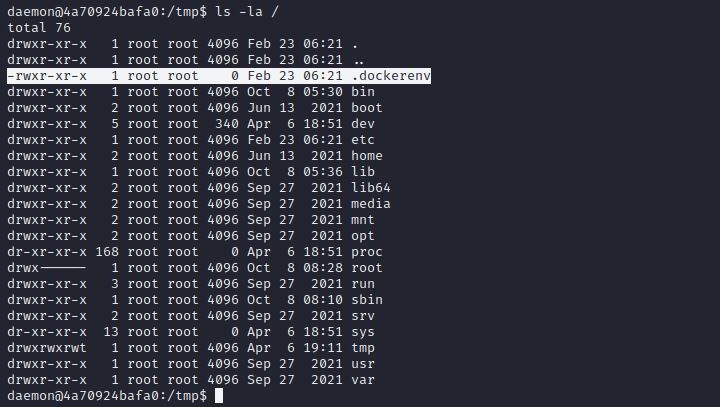 daemon@4a70924bafa0:/tmp$ ls -la /
total 76
drwxr-xr-x   1 root root 4096 Feb 23 06:21 .
drwxr-xr-x   1 root root 4096 Feb 23 06:21 ..
-rwxr-xr-x   1 root root    0 Feb 23 06:21 .dockerenv
drwxr-xr-x   1 root root 4096 Oct  8 05:30 bin
drwxr-xr-x   2 root root 4096 Jun 13  2021 boot
drwxr-xr-x   5 root root  340 Apr  6 18:51 dev
drwxr-xr-x   1 root root 4096 Feb 23 06:21 etc
drwxr-xr-x   2 root root 4096 Jun 13  2021 home
drwxr-xr-x   1 root root 4096 Oct  8 05:36 lib
drwxr-xr-x   2 root root 4096 Sep 27  2021 lib64
drwxr-xr-x   2 root root 4096 Sep 27  2021 media
drwxr-xr-x   2 root root 4096 Sep 27  2021 mnt
drwxr-xr-x   2 root root 4096 Sep 27  2021 opt
dr-xr-xr-x 168 root root    0 Apr  6 18:51 proc
drwx------   1 root root 4096 Oct  8 08:28 root
drwxr-xr-x   3 root root 4096 Sep 27  2021 run
drwxr-xr-x   1 root root 4096 Oct  8 08:10 sbin
drwxr-xr-x   2 root root 4096 Sep 27  2021 srv
dr-xr-xr-x  13 root root    0 Apr  6 18:51 sys
drwxrwxrwt   1 root root 4096 Apr  6 19:11 tmp
drwxr-xr-x   1 root root 4096 Sep 27  2021 usr
drwxr-xr-x   1 root root 4096 Sep 27  2021 var
daemon@4a70924bafa0:/tmp$